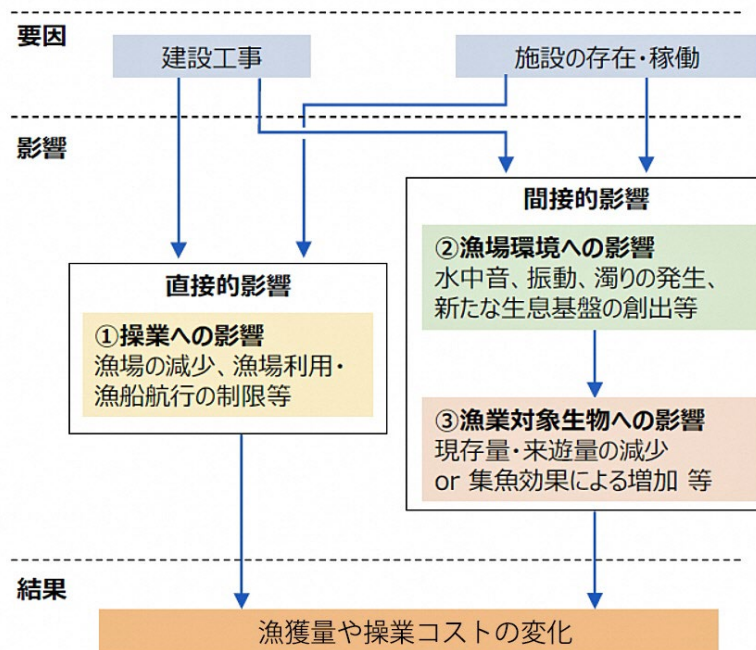 要因
建設工事
施設の存在・稼働
影響
直接的影響
①操業への影響
漁場の減少、漁場利用・
漁船航行の制限等
間接的影響
②漁場環境への影響
水中音、振動、濁りの発生、
新たな生息基盤の創出等
③漁業対象生物への影響
現存量・来遊量の減少
or 集魚効果による増加 等
結果
漁獲量や操業コストの変化